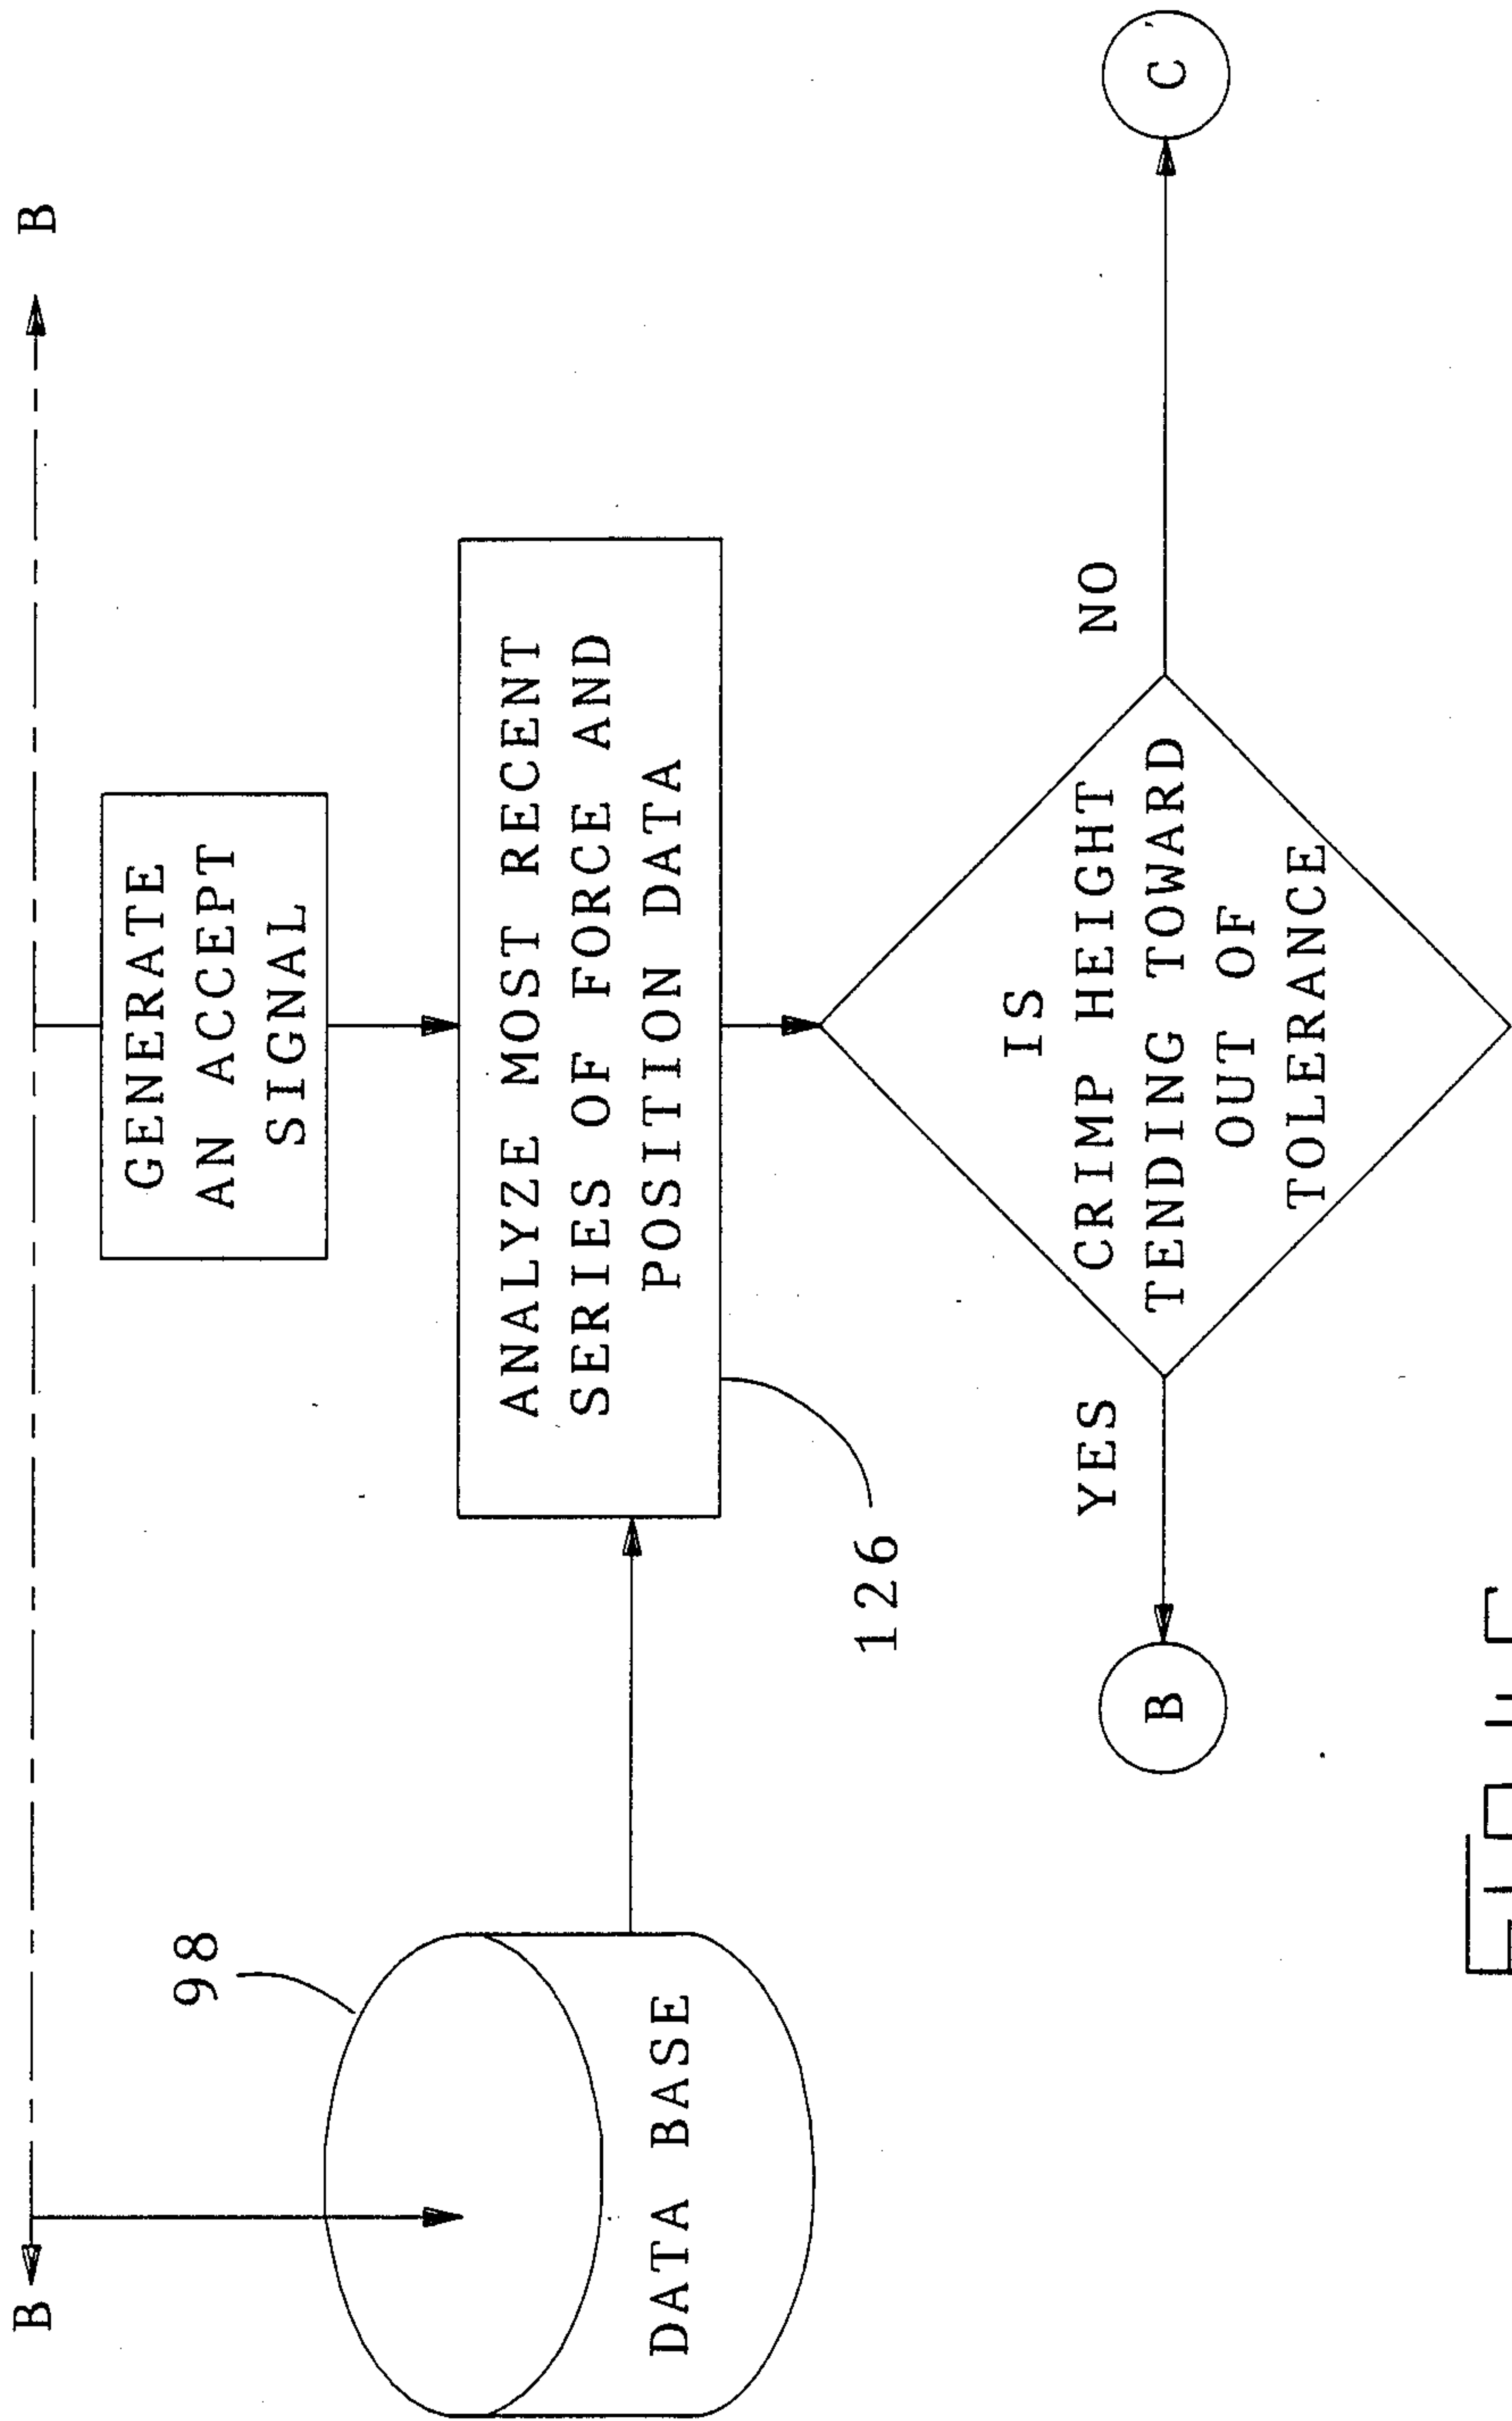 B
B
GENERATE
AN ACCEPT
SIGNAL
98
DATA BASE
ANALYZE MOST RECENT
SERIES OF FORCE AND
POSITION DATA
126
IS
CRIMP HEIGHT
TENDING TOWARD
OUT OF
TOLERANCE
YES
NO
B
C